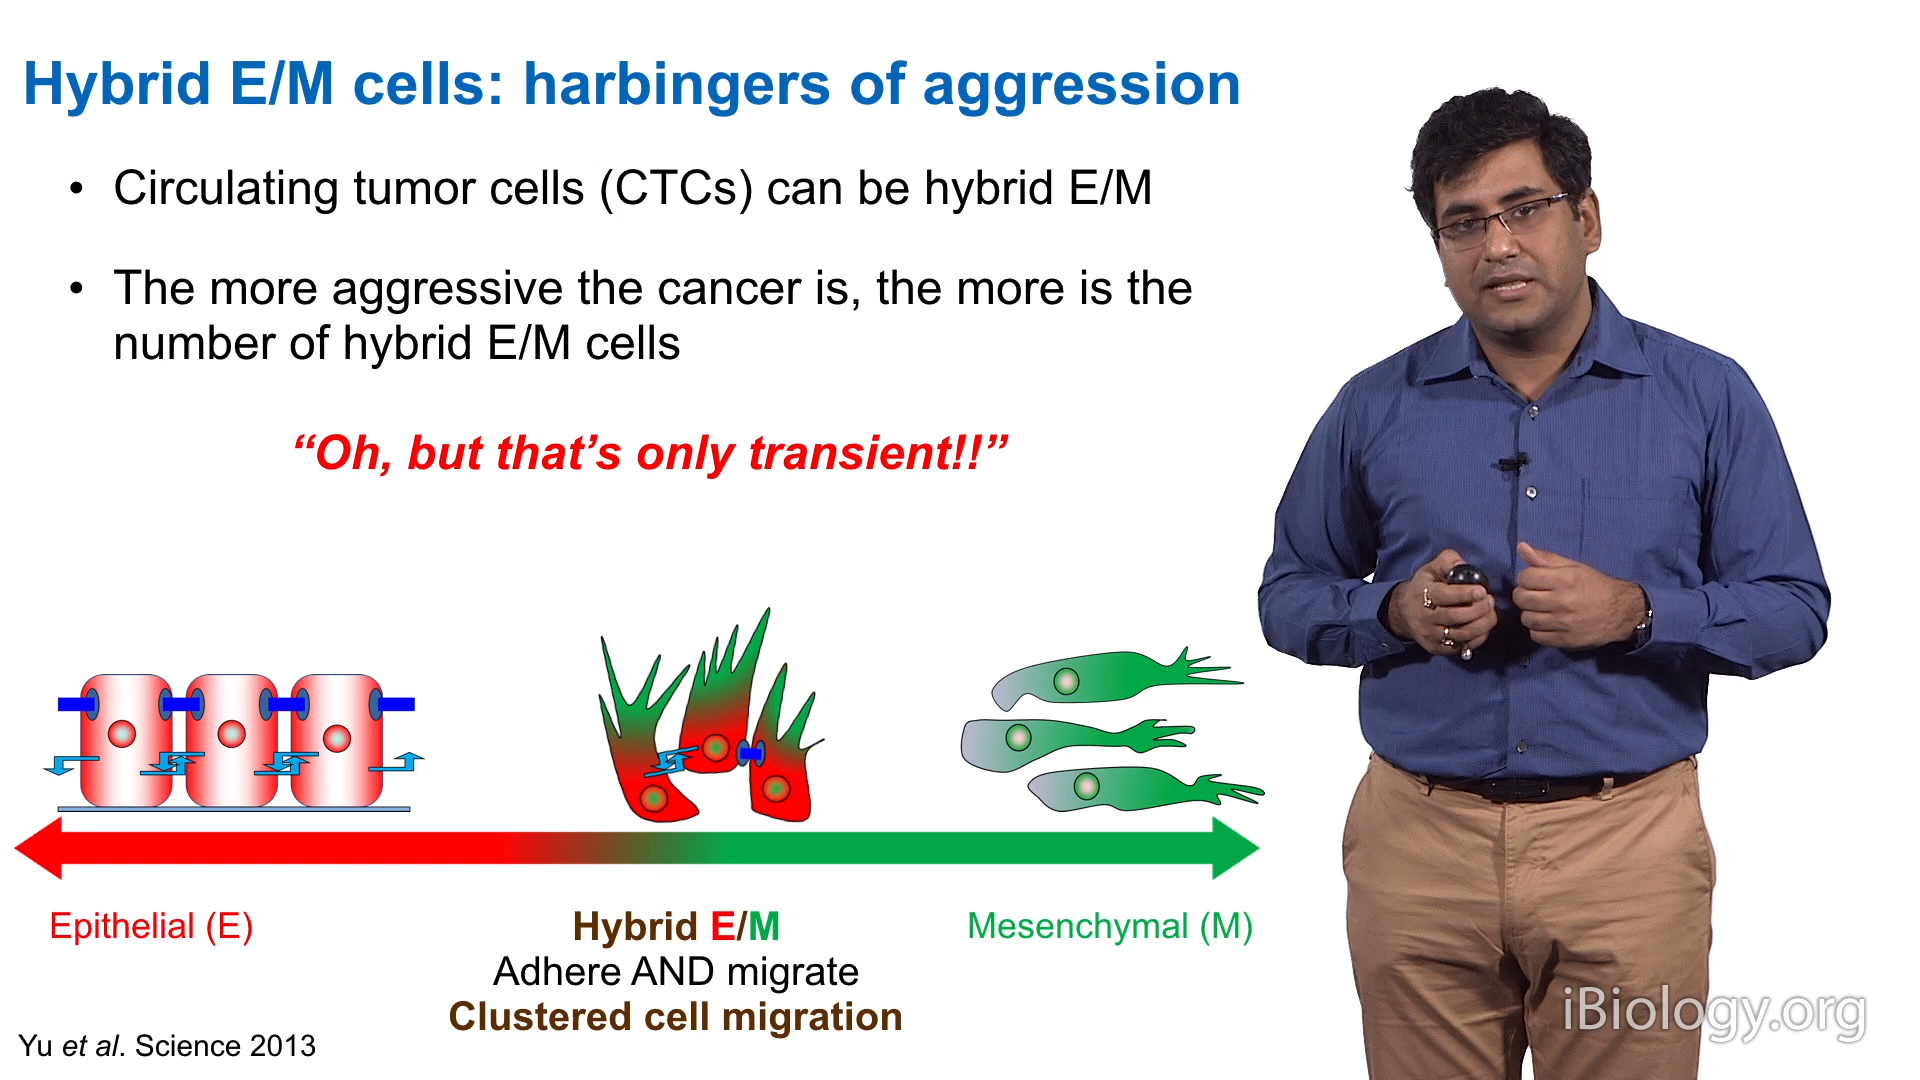 Hybrid E/M cells: harbingers of aggression
• Circulating tumor cells (CTCs) can be hybrid E/M
• The more aggressive the cancer is, the more is the
number of hybrid E/M cells
“Oh, but that’s only transient!!”
Epithelial (E)
Hybrid E/M
Mesenchymal (M)
Adhere AND migrate
Clustered cell migration
Yu et al. Science 2013
iBiology.org